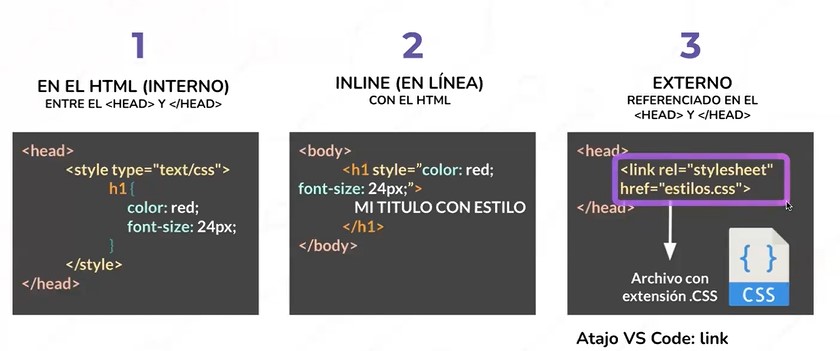 1
EN EL HTML (INTERNO)
ENTRE EL <HEAD> Y </HEAD>
<head>
<style type="text/css">
h1{
color: red;
font-size: 24px;
}
</style>
</head>
2
INLINE (EN LÍNEA)
CON EL HTML
<body>
<h1 style=”color: red;
font-size: 24px;”>
MI TITULO CON ESTILO
</h1>
</body>
3
EXTERNO
REFERENCIADO EN EL
<HEAD> Y </HEAD>
<head>
<link rel="stylesheet"
href="estilos.css">
</head>
Archivo con
extensión .CSS
{ }
CSS
Atajo VS Code: link